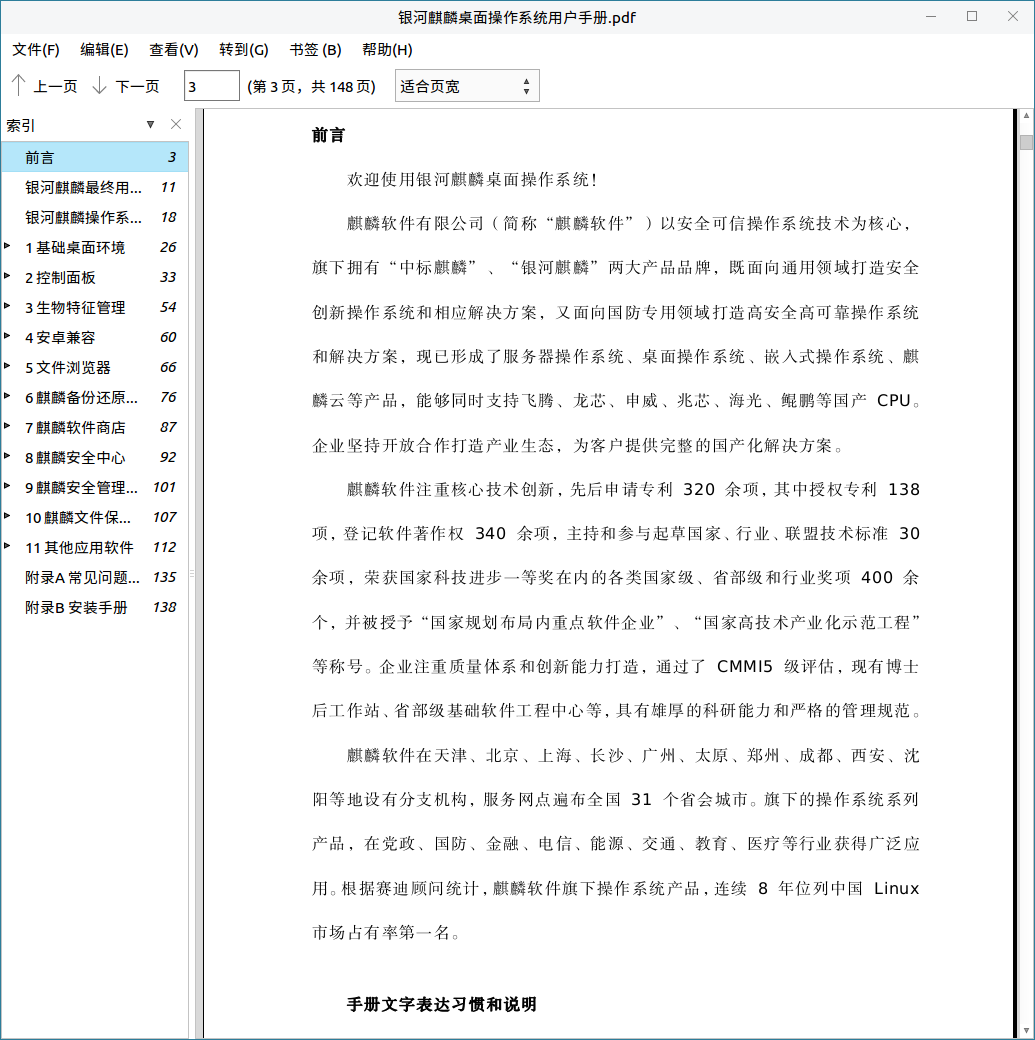 银河麒麟桌面操作系统用户手册.pdf
文件(F) 编辑(E) 查看(V) 转到(G) 书签 (B) 帮助(H)
上一页 下一页 3 (第 3 页，共 148 页) 适合页宽
索引
前言 3
银河麒麟最终用... 11
银河麒麟操作系... 18
1 基础桌面环境 26
2 控制面板 33
3 生物特征管理 54
4 安卓兼容 60
5 文件浏览器 66
6 麒麟备份还原... 76
7 麒麟软件商店 87
8 麒麟安全中心 92
9 麒麟安全管理... 101
10 麒麟文件保... 107
11 其他应用软件 112
附录A 常见问题... 135
附录B 安装手册 138
前言
欢迎使用银河麒麟桌面操作系统！
麒麟软件有限公司（简称“麒麟软件”）以安全可信操作系统技术为核心，
旗下拥有“中标麒麟”、“银河麒麟”两大产品品牌，既面向通用领域打造安全
创新操作系统和相应解决方案，又面向国防专用领域打造高安全高可靠操作系统
和解决方案，现已形成了服务器操作系统、桌面操作系统、嵌入式操作系统、麒
麟云等产品，能够同时支持飞腾、龙芯、申威、兆芯、海光、鲲鹏等国产 CPU。
企业坚持开放合作打造产业生态，为客户提供完整的国产化解决方案。
麒麟软件注重核心技术创新，先后申请专利 320 余项，其中授权专利 138
项，登记软件著作权 340 余项，主持和参与起草国家、行业、联盟技术标准 30
余项，荣获国家科技进步一等奖在内的各类国家级、省部级和行业奖项 400 余
个，并被授予“国家规划布局内重点软件企业”、“国家高技术产业化示范工程”
等称号。企业注重质量体系和创新能力打造，通过了 CMMI5 级评估，现有博士
后工作站、省部级基础软件工程中心等，具有雄厚的科研能力和严格的管理规范。
麒麟软件在天津、北京、上海、长沙、广州、太原、郑州、成都、西安、沈
阳等地设有分支机构，服务网点遍布全国 31 个省会城市。旗下的操作系统系列
产品，在党政、国防、金融、电信、能源、交通、教育、医疗等行业获得广泛应
用。根据赛迪顾问统计，麒麟软件旗下操作系统产品，连续 8 年位列中国 Linux
市场占有率第一名。
手册文字表达习惯和说明